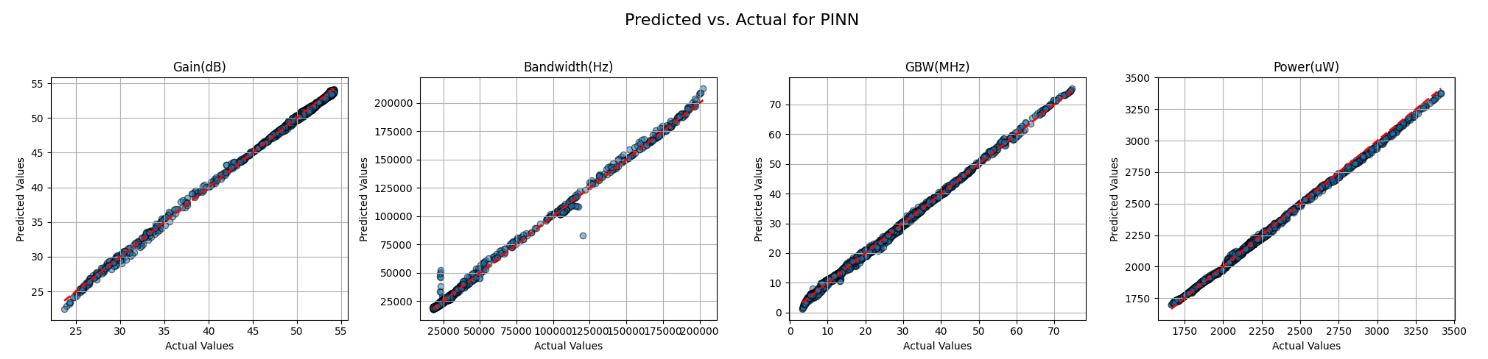 Predicted vs. Actual for PINN
Gain(dB)
55
50
45
40
35
30
25
Predicted Values
25 30 35 40 45 50 55
Actual Values
Bandwidth(Hz)
200000
175000
150000
125000
100000
75000
50000
25000
Predicted Values
25000 50000 75000 100000 125000 150000 175000 200000
Actual Values
GBW(MHz)
70
60
50
40
30
20
10
0
Predicted Values
0 10 20 30 40 50 60 70
Actual Values
Power(uW)
3500
3250
3000
2750
2500
2250
2000
1750
Predicted Values
1750 2000 2250 2500 2750 3000 3250 3500
Actual Values